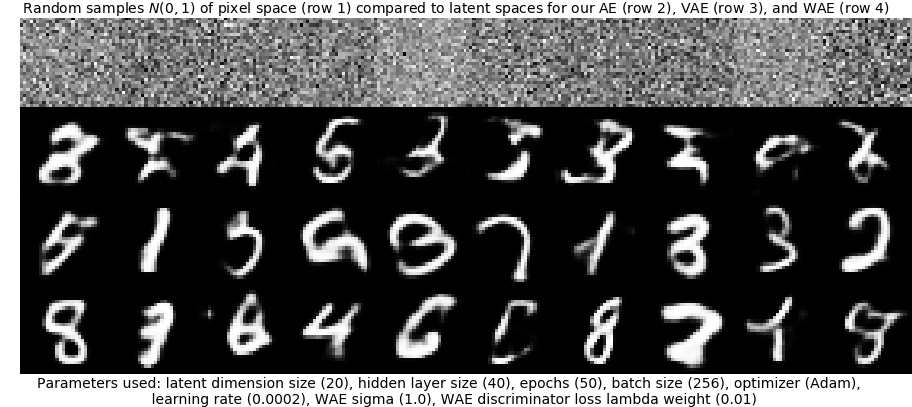 Random samples N(0, 1) of pixel space (row 1) compared to latent spaces for our AE (row 2), VAE (row 3), and WAE (row 4)
Parameters used: latent dimension size (20), hidden layer size (40), epochs (50), batch size (256), optimizer (Adam),
learning rate (0.0002), WAE sigma (1.0), WAE discriminator loss lambda weight (0.01)